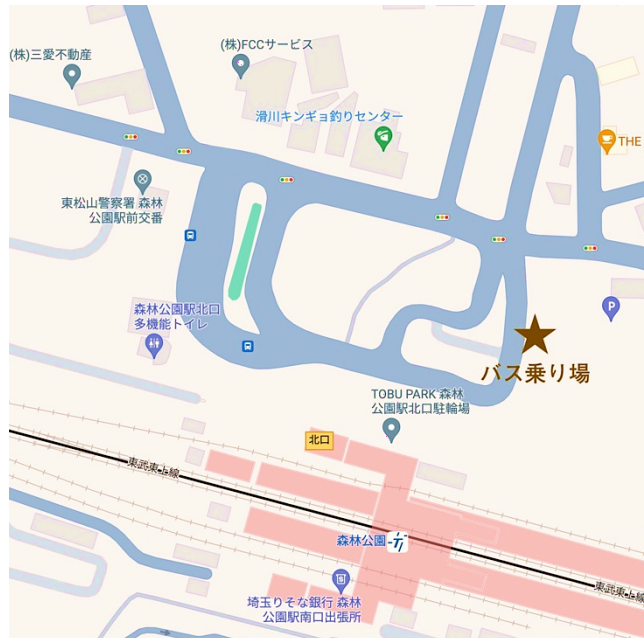 (株)FCCサービス
(株)三愛不動産
滑川キンギョ釣りセンター
THE
東松山警察署 森林
公園駅前交番
P
森林公園駅北口
多機能トイレ
バス乗り場
TOBU PARK 森林
公園駅北口駐輪場
北口
東武東上線
森林公園
東武東上線
埼玉りそな銀行 森林
公園駅南口出張所